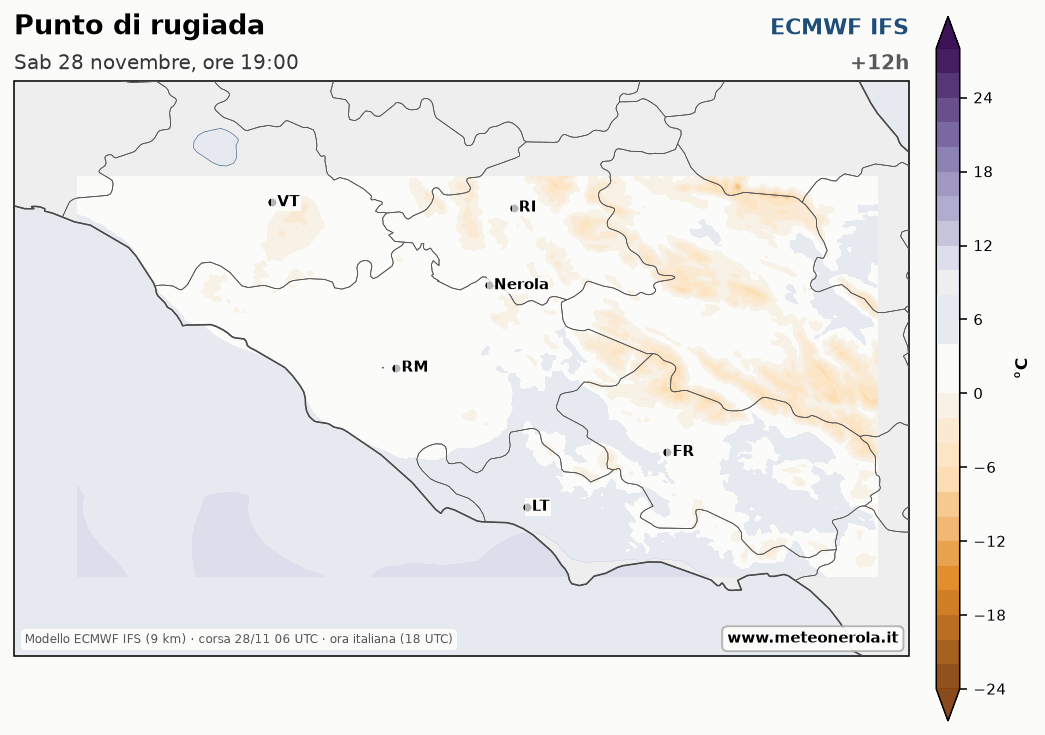 Punto di rugiada
ECMWF IFS
Sab 28 novembre, ore 19:00
+12h
VT
RI
Nerola
RM
FR
LT
24
18
12
6
0
−6
−12
−18
−24
°C
Modello ECMWF IFS (9 km) · corsa 28/11 06 UTC · ora italiana (18 UTC)
www.meteonerola.it